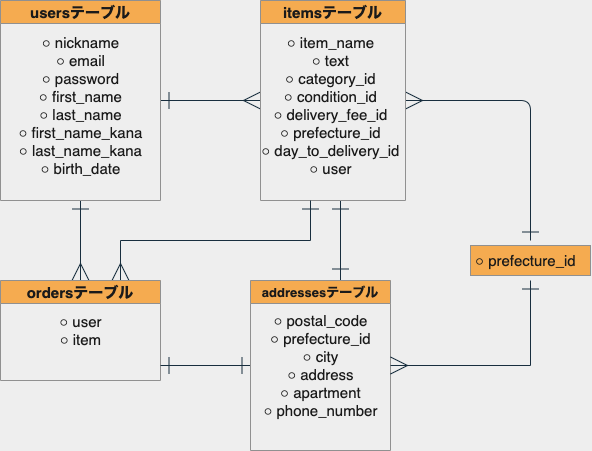 usersテーブル
○ nickname
○ email
○ password
○ first_name
○ last_name
○ first_name_kana
○ last_name_kana
○ birth_date
itemsテーブル
○ item_name
○ text
○ category_id
○ condition_id
○ delivery_fee_id
○ prefecture_id
○ day_to_delivery_id
○ user
○ prefecture_id
ordersテーブル
○ user
○ item
addressesテーブル
○ postal_code
○ prefecture_id
○ city
○ address
○ apartment
○ phone_number